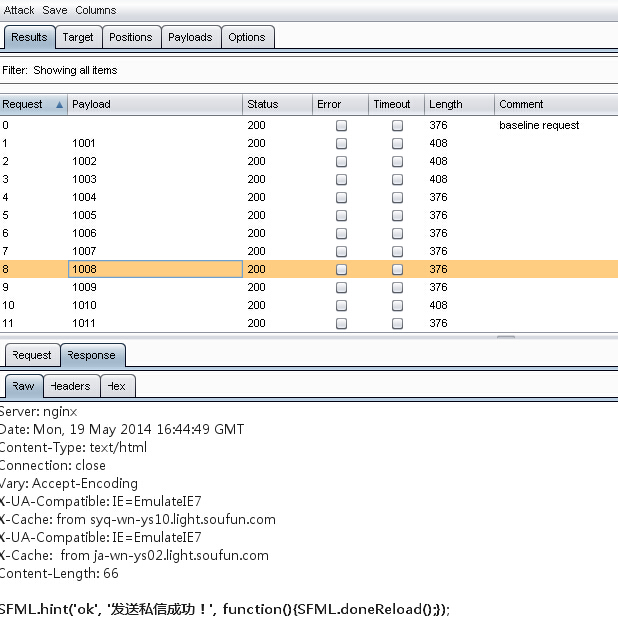 Attack Save Columns
Results Target Positions Payloads Options
Filter: Showing all items
Request Payload Status Error Timeout Length Comment
0 200 376 baseline request
1 1001 200 408
2 1002 200 408
3 1003 200 408
4 1004 200 376
5 1005 200 376
6 1006 200 376
7 1007 200 376
8 1008 200 376
9 1009 200 376
10 1010 200 408
11 1011 200 376
Request Response
Raw Headers Hex
Server: nginx
Date: Mon, 19 May 2014 16:44:49 GMT
Content-Type: text/html
Connection: close
Vary: Accept-Encoding
X-UA-Compatible: IE=EmulateIE7
X-Cache: from syq-wn-ys10.light.soufun.com
X-UA-Compatible: IE=EmulateIE7
X-Cache:  from ja-wn-ys02.light.soufun.com
Content-Length: 66
SFML.hint('ok', '发送私信成功！', function(){SFML.doneReload();});